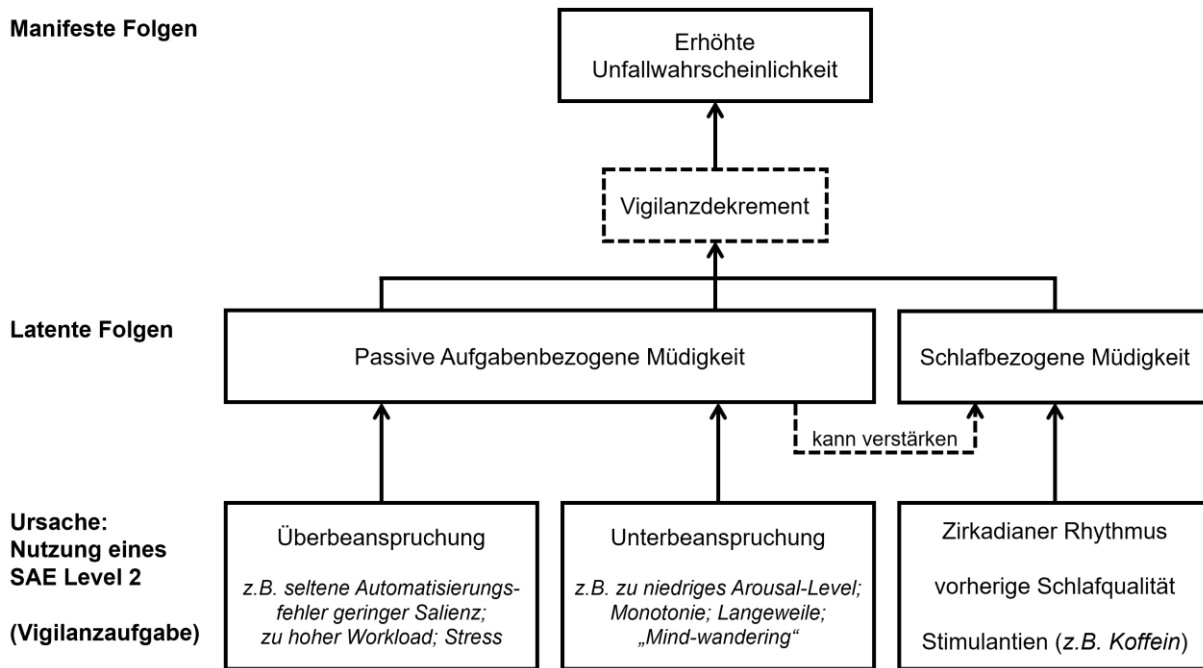 Manifeste Folgen
Erhöhte
Unfallwahrscheinlichkeit
Vigilanzdekrement
Latente Folgen
Passive Aufgabenbezogene Müdigkeit
Schlafbezogene Müdigkeit
kann verstärken
Ursache:
Nutzung eines
SAE Level 2
(Vigilanzaufgabe)
Überbeanspruchung
z.B. seltene Automatisierungs-
fehler geringer Salienz;
zu hoher Workload; Stress
Unterbeanspruchung
z.B. zu niedriges Arousal-Level;
Monotonie; Langeweile;
„Mind-wandering“
Zirkadianer Rhythmus
vorherige Schlafqualität
Stimulantien (z.B. Koffein)